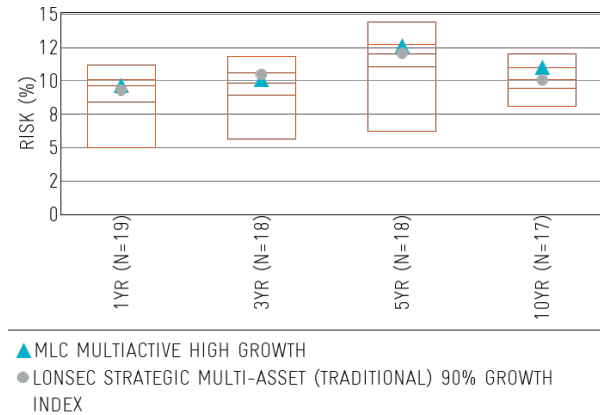 15
12
10
8
5
2
0
RISK (%)
1YR (N=19)
3YR (N=18)
5YR (N=18)
10YR (N=17)
MLC MULTIACTIVE HIGH GROWTH
LONSEC STRATEGIC MULTI-ASSET (TRADITIONAL) 90% GROWTH
INDEX